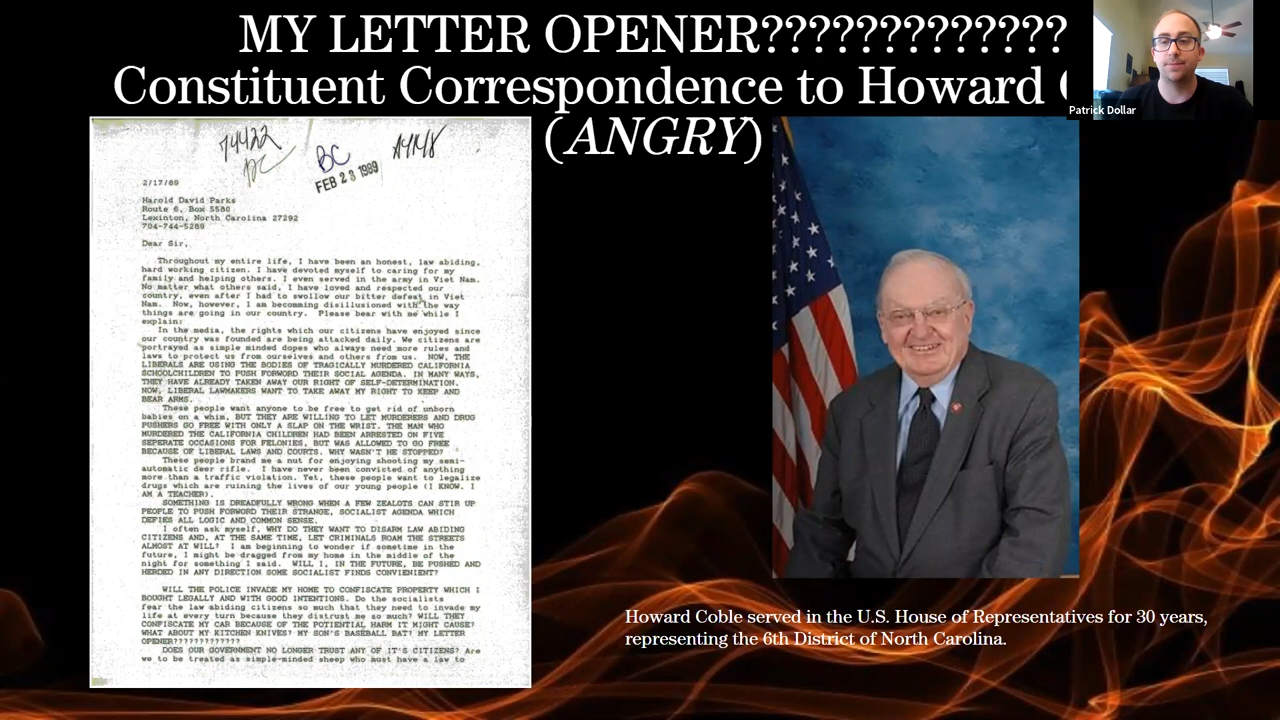 MY LETTER OPENER?????????????
Constituent Correspondence to Howard
(ANGRY)
Patrick Dollar
74422
BC
FEB 23 1989
2/17/89
Harold David Parks
Route 6, Box 5580
Lexinton, North Carolina 27292
704-744-5289
Dear Sir,
Throughout my entire life, I have been an honest, law abiding,
hard working citizen. I have devoted myself to caring for my
family and helping others. I even served in the army in Viet Nam.
No matter what others said, I have loved and respected our
country, even after I had to swollow our bitter defeat in Viet
Nam. Now, however, I am becomming disillusioned with the way
things are going in our country. Please bear with me while I
explain:
In the media, the rights which our citizens have enjoyed since
our country was founded are being attacked daily. We citizens are
portrayed as simple minded dopes who always need more rules and
laws to protect us from ourselves and others from us. NOW, THE
LIBERALS ARE USING THE BODIES OF TRAGICALLY MURDERED CALIFORNIA
SCHOOLCHILDREN TO PUSH FORWORD THEIR SOCIAL AGENDA. IN MANY WAYS,
THEY HAVE ALREADY TAKEN AWAY OUR RIGHT OF SELF-DETERMINATION.
NOW, LIBERAL LAWMAKERS WANT TO TAKE AWAY MY RIGHT TO KEEP AND
BEAR ARMS.
These people want anyone to be free to get rid of unborn
babies on a whim, BUT THEY ARE WILLING TO LET MURDERERS AND DRUG
PUSHERS GO FREE WITH ONLY A SLAP ON THE WRIST. THE MAN WHO
MURDERED THE CALIFORNIA CHILDREN HAD BEEN ARRESTED ON FIVE
SEPERATE OCCASIONS FOR FELONIES, BUT WAS ALLOWED TO GO FREE
BECAUSE OF LIBERAL LAWS AND COURTS. WHY WASN'T HE STOPPED?
These people brand me a nut for enjoying shooting my semi-
automatic deer rifle. I have never been convicted of anything
more than a traffic violation. Yet, these people want to legalize
drugs which are ruining the lives of our young people (I KNOW. I
AM A TEACHER).
SOMETHING IS DREADFULLY WRONG WHEN A FEW ZEALOTS CAN STIR UP
PEOPLE TO PUSH FORWORD THEIR STRANGE, SOCIALIST AGENDA WHICH
DEFIES ALL LOGIC AND COMMON SENSE.
I often ask myself, WHY DO THEY WANT TO DISARM LAW ABIDING
CITIZENS AND, AT THE SAME TIME, LET CRIMINALS ROAM THE STREETS
ALMOST AT WILL? I am beginning to wonder if sometime in the
future, I might be dragged from my home in the middle of the
night for something I said. WILL I, IN THE FUTURE, BE PUSHED AND
HERDED IN ANY DIRECTION SOME SOCIALIST FINDS CONVIENIENT?
WILL THE POLICE INVADE MY HOME TO CONFISCATE PROPERTY WHICH I
BOUGHT LEGALLY AND WITH GOOD INTENTIONS. Do the socialists
fear the law abiding citizens so much that they need to invade my
life at every turn because they distrust me so much? WILL THEY
CONFISCATE MY CAR BECAUSE OF THE POTIENTIAL HARM IT MIGHT CAUSE?
WHAT ABOUT MY KITCHEN KNIVES? MY SON'S BASEBALL BAT? MY LETTER
OPENER?????????????
DOES OUR GOVERNMENT NO LONGER TRUST ANY OF IT'S CITIZENS? Are
we to be treated as simple-minded sheep who must have a law to
Howard Coble served in the U.S. House of Representatives for 30 years,
representing the 6th District of North Carolina.